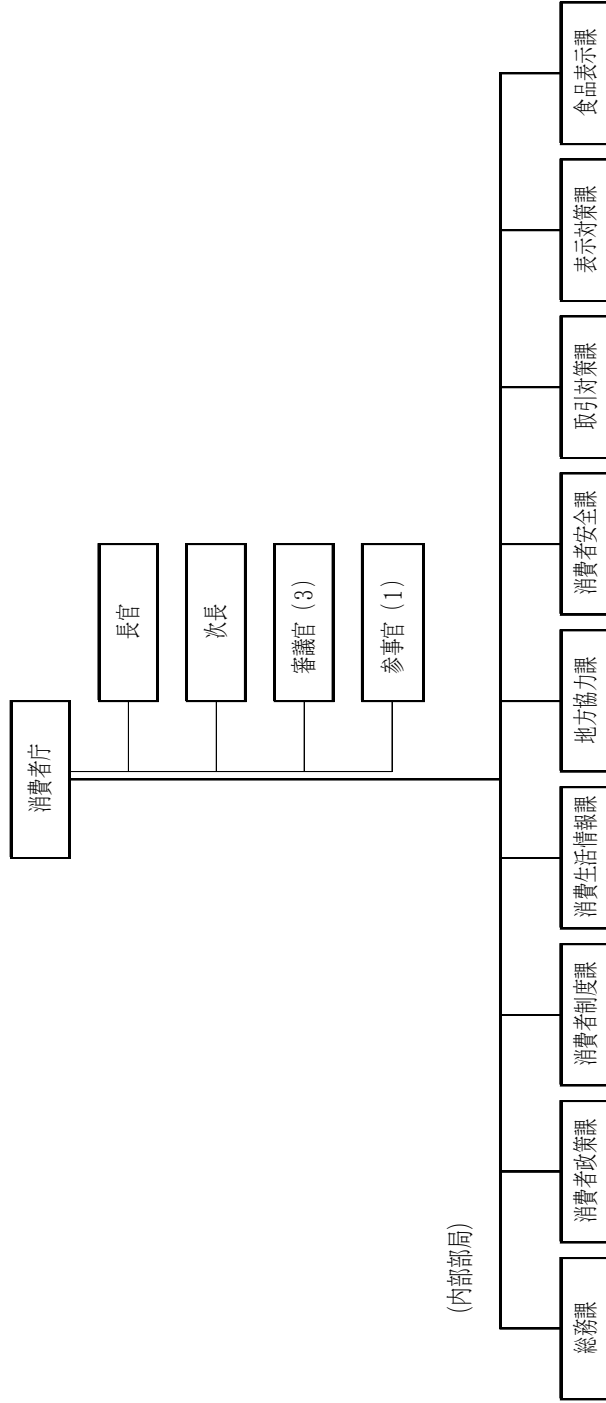 消費者庁
長官
次長
審議官（3）
参事官（1）
(内部部局)
総務課
消費者政策課
消費者制度課
消費生活情報課
地方協力課
消費者安全課
取引対策課
表示対策課
食品表示課